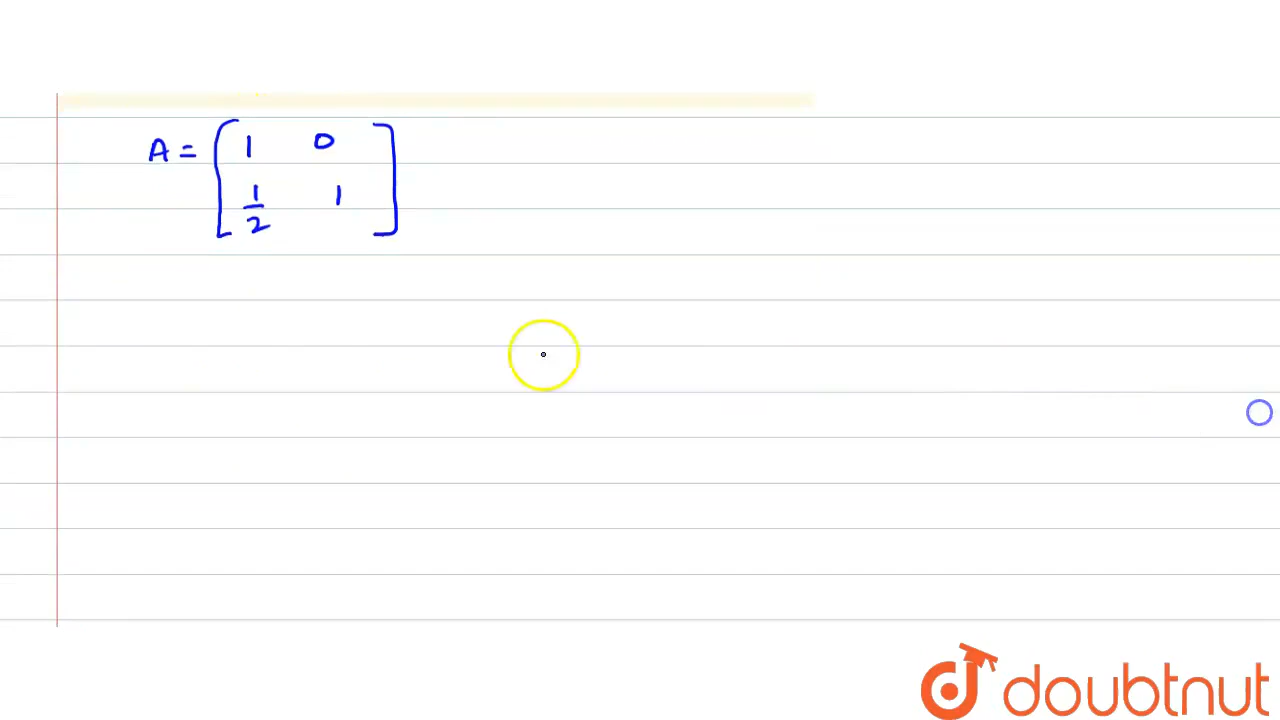 A = [ 1 0
1/2 1 ]
doubtnut